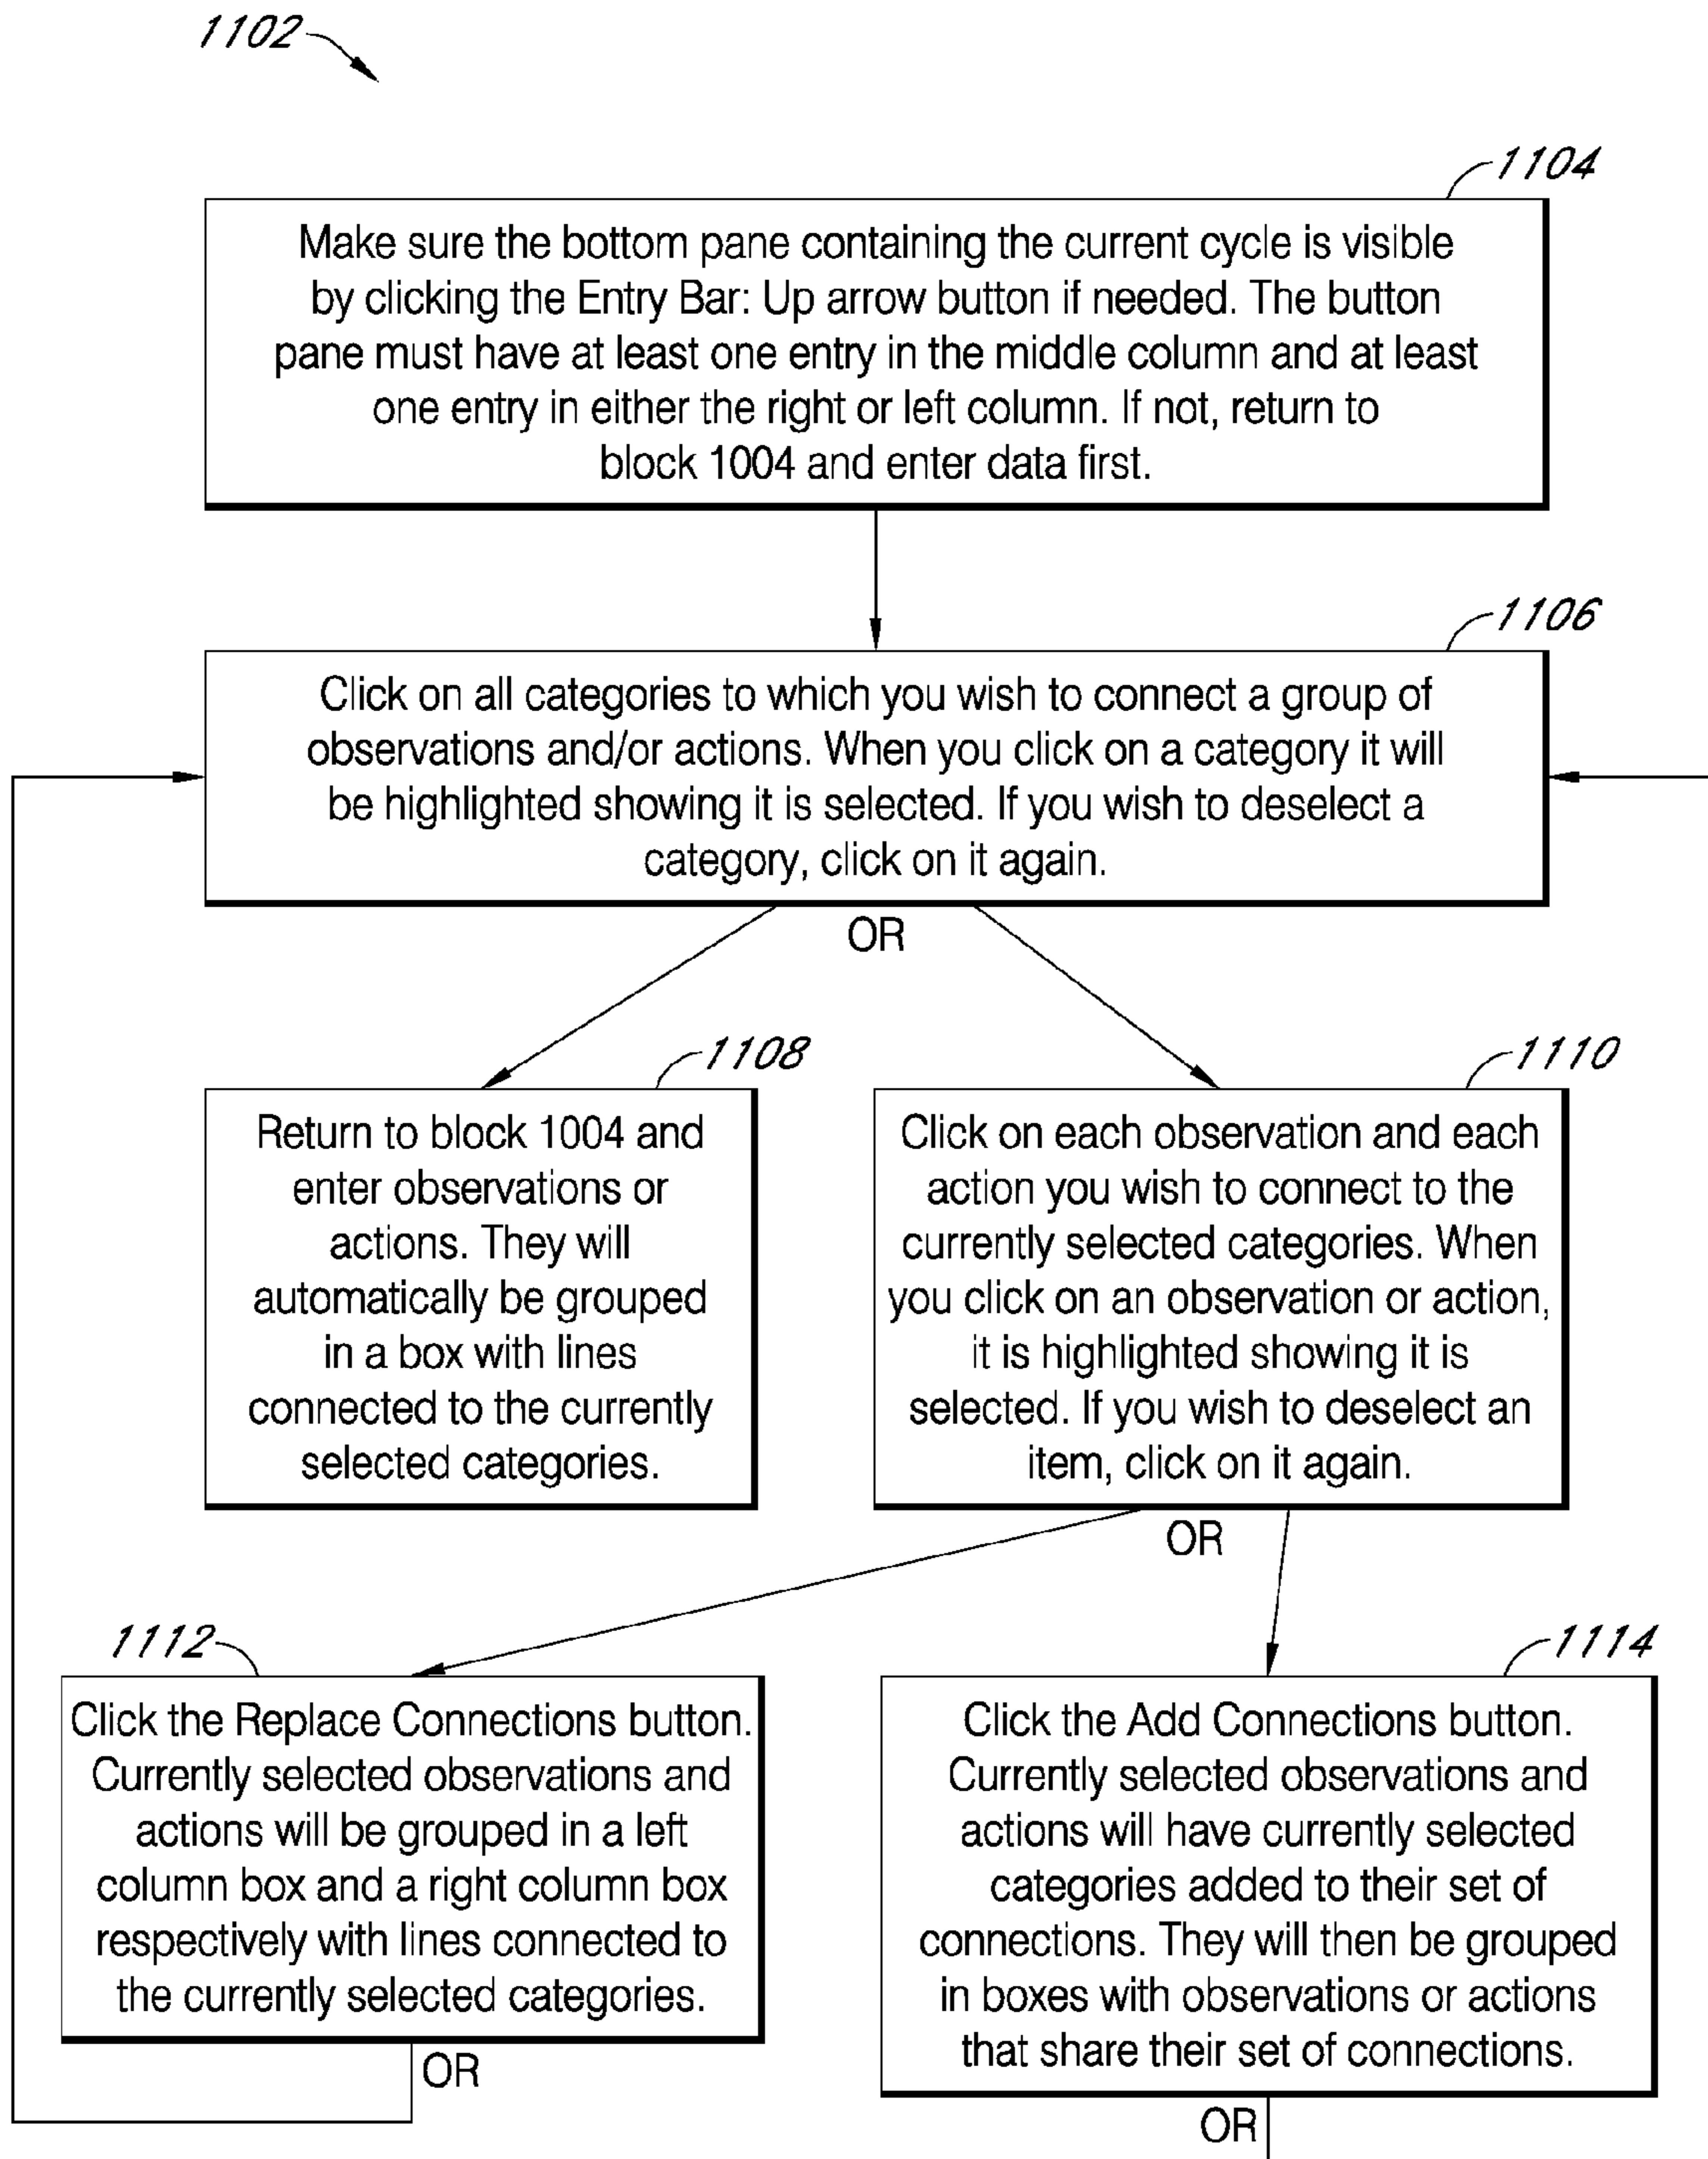 1102
1104
Make sure the bottom pane containing the current cycle is visible
by clicking the Entry Bar: Up arrow button if needed. The button
pane must have at least one entry in the middle column and at least
one entry in either the right or left column. If not, return to
block 1004 and enter data first.
1106
Click on all categories to which you wish to connect a group of
observations and/or actions. When you click on a category it will
be highlighted showing it is selected. If you wish to deselect a
category, click on it again.
OR
1108
Return to block 1004 and
enter observations or
actions. They will
automatically be grouped
in a box with lines
connected to the currently
selected categories.
1110
Click on each observation and each
action you wish to connect to the
currently selected categories. When
you click on an observation or action,
it is highlighted showing it is
selected. If you wish to deselect an
item, click on it again.
OR
1112
Click the Replace Connections button.
Currently selected observations and
actions will be grouped in a left
column box and a right column box
respectively with lines connected to
the currently selected categories.
OR
1114
Click the Add Connections button.
Currently selected observations and
actions will have currently selected
categories added to their set of
connections. They will then be grouped
in boxes with observations or actions
that share their set of connections.
OR